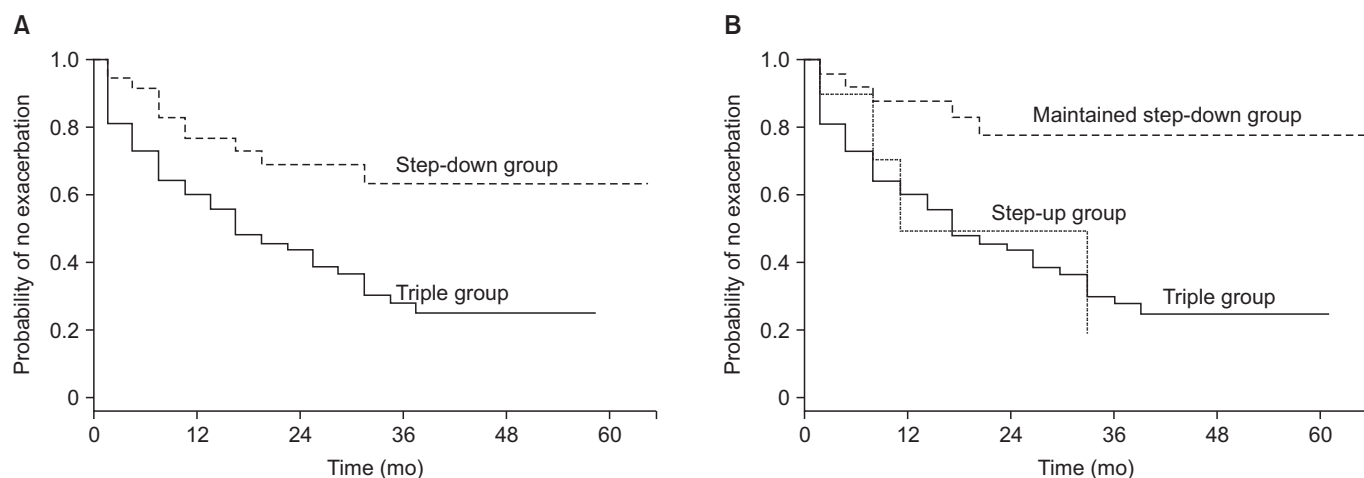 A
Probability of no exacerbation
1.0
0.8
0.6
0.4
0.2
0
Step-down group
Triple group
0 12 24 36 48 60
Time (mo)
B
Probability of no exacerbation
1.0
0.8
0.6
0.4
0.2
0
Maintained step-down group
Step-up group
Triple group
0 12 24 36 48 60
Time (mo)